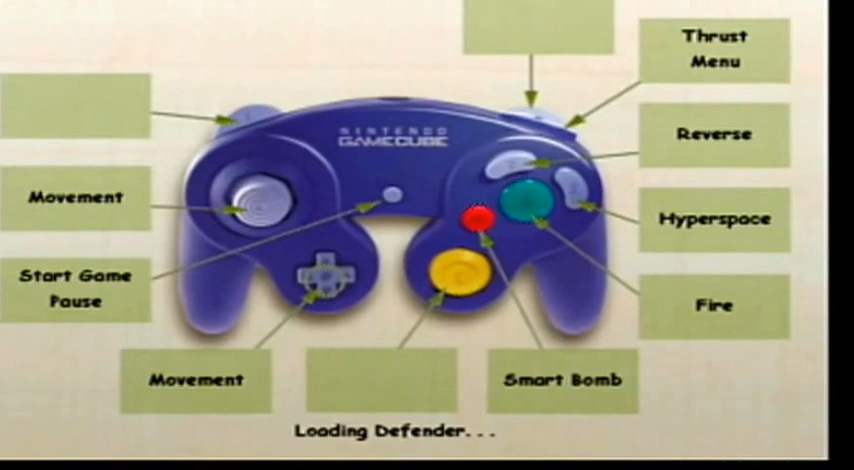 Thrust
Menu
NINTENDO
GAMECUBE
Reverse
Movement
Hyperspace
Start Game
Pause
Fire
Movement
Smart Bomb
Loading Defender...